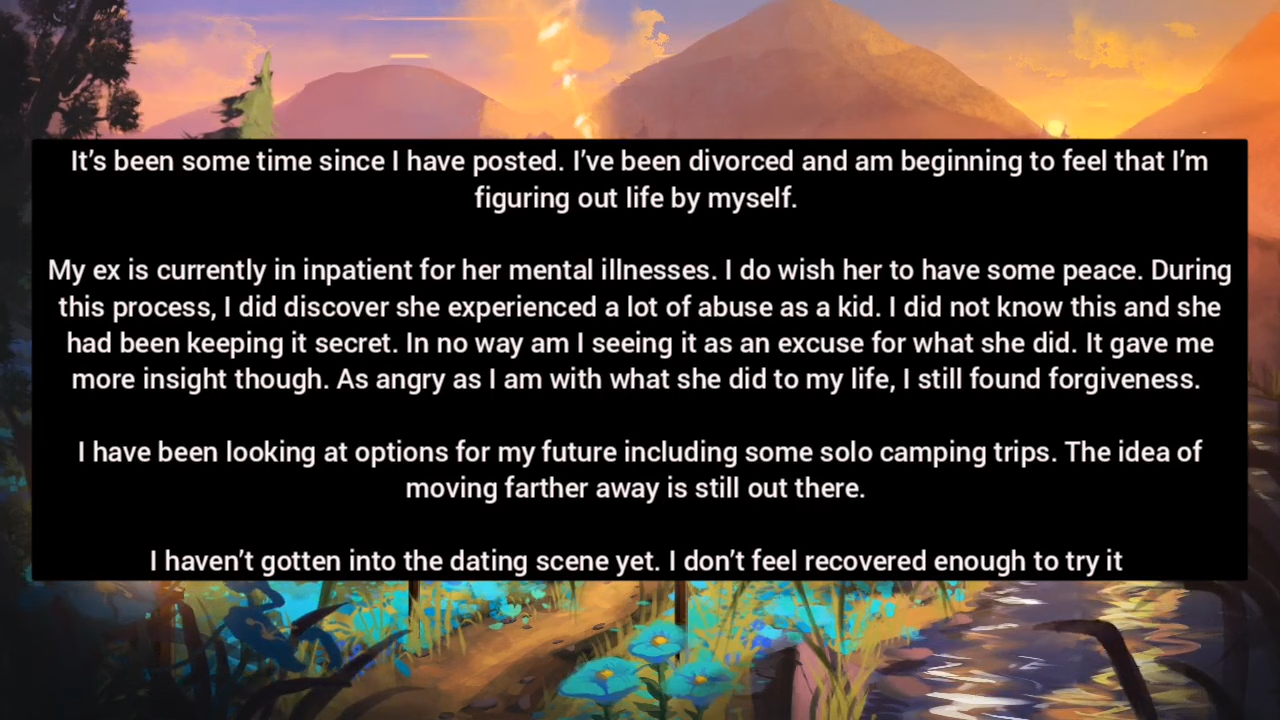 It’s been some time since I have posted. I’ve been divorced and am beginning to feel that I’m
figuring out life by myself.
My ex is currently in inpatient for her mental illnesses. I do wish her to have some peace. During
this process, I did discover she experienced a lot of abuse as a kid. I did not know this and she
had been keeping it secret. In no way am I seeing it as an excuse for what she did. It gave me
more insight though. As angry as I am with what she did to my life, I still found forgiveness.
I have been looking at options for my future including some solo camping trips. The idea of
moving farther away is still out there.
I haven’t gotten into the dating scene yet. I don’t feel recovered enough to try it